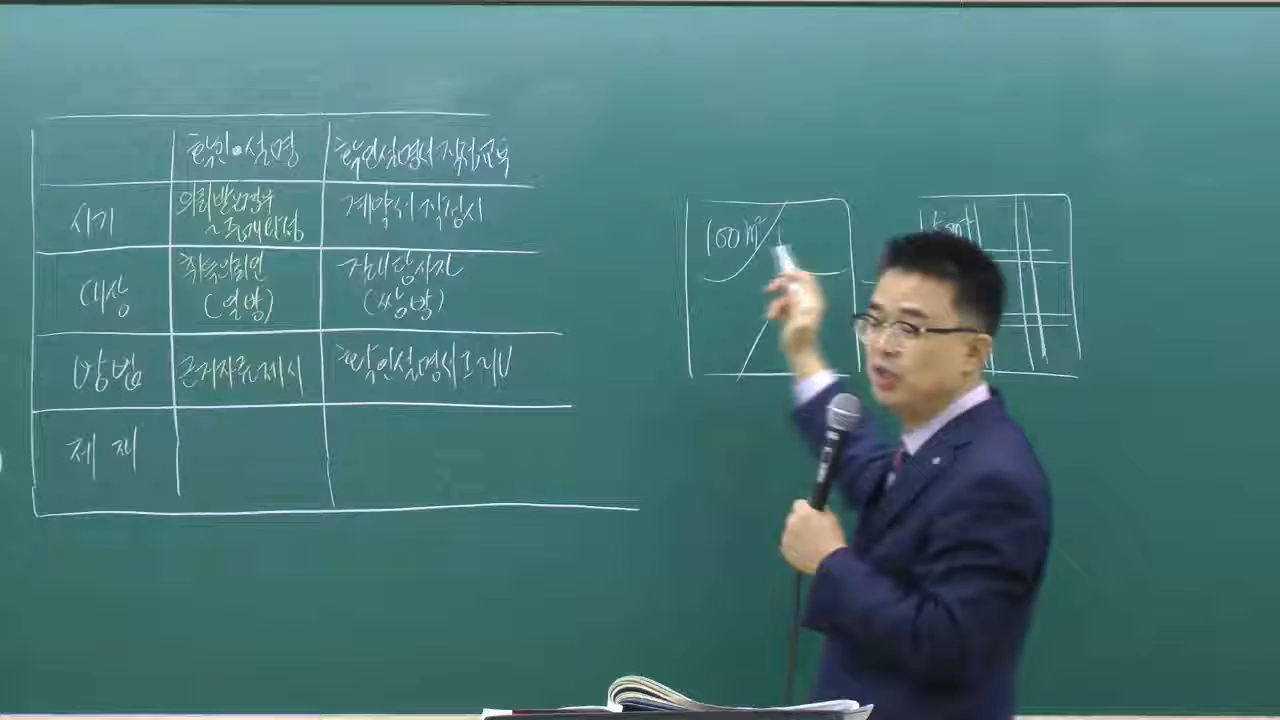 확인•설명
확인설명서 작성교부
시기
의뢰받은경우
~중개완성
계약서 작성시
대상
취득의뢰인
(일방)
거래당사자
(쌍방)
방법
근거자료제시
확인설명서교부
제재
100m²